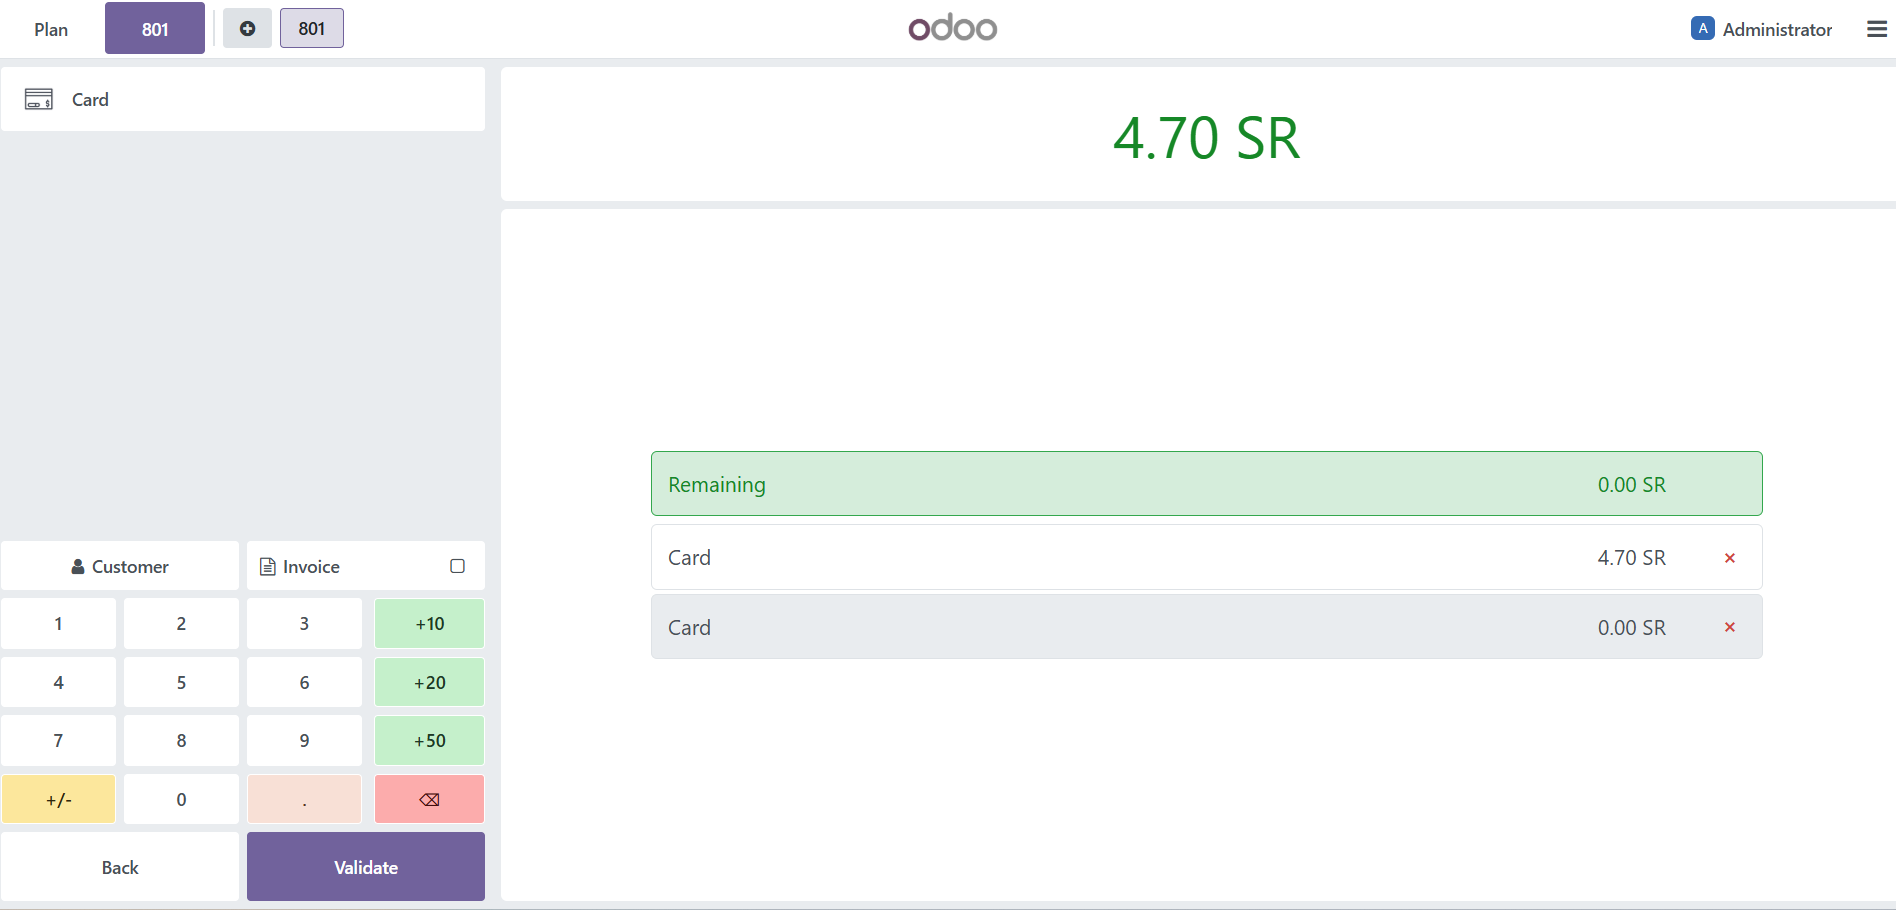 Plan 801 801 odoo A Administrator
Card
4.70 SR
Remaining 0.00 SR
Card 4.70 SR ×
Card 0.00 SR ×
Customer Invoice
1 2 3 +10
4 5 6 +20
7 8 9 +50
+/- 0 . ⌫
Back Validate